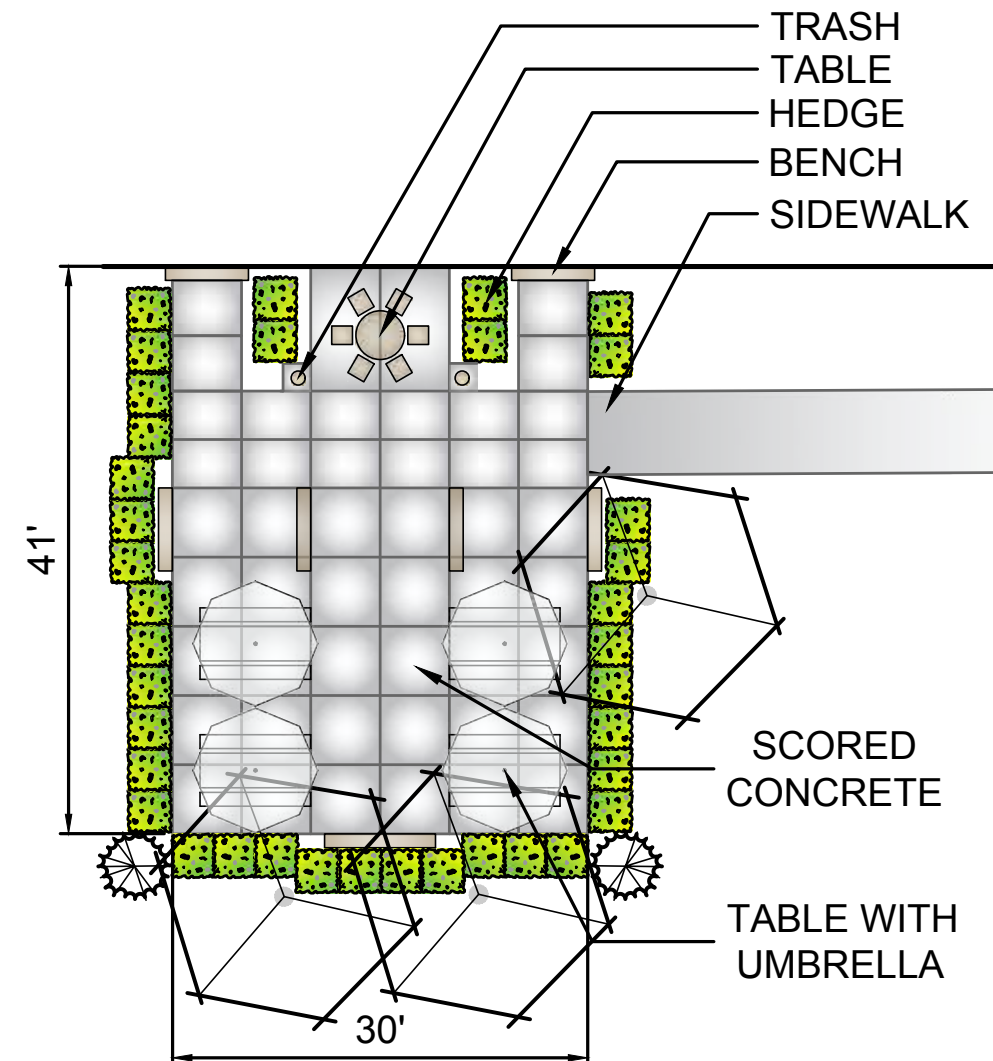 TRASH
TABLE
HEDGE
BENCH
SIDEWALK
41'
SCORED
CONCRETE
TABLE WITH
UMBRELLA
30'